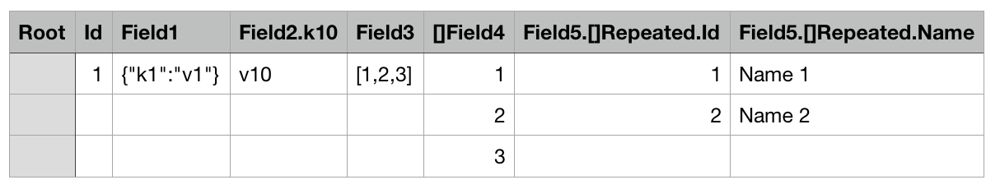 Root Id Field1 Field2.k10 Field3 []Field4 Field5.[]Repeated.Id Field5.[]Repeated.Name
1 {"k1":"v1"} v10 [1,2,3] 1 1 Name 1
2 2 Name 2
3